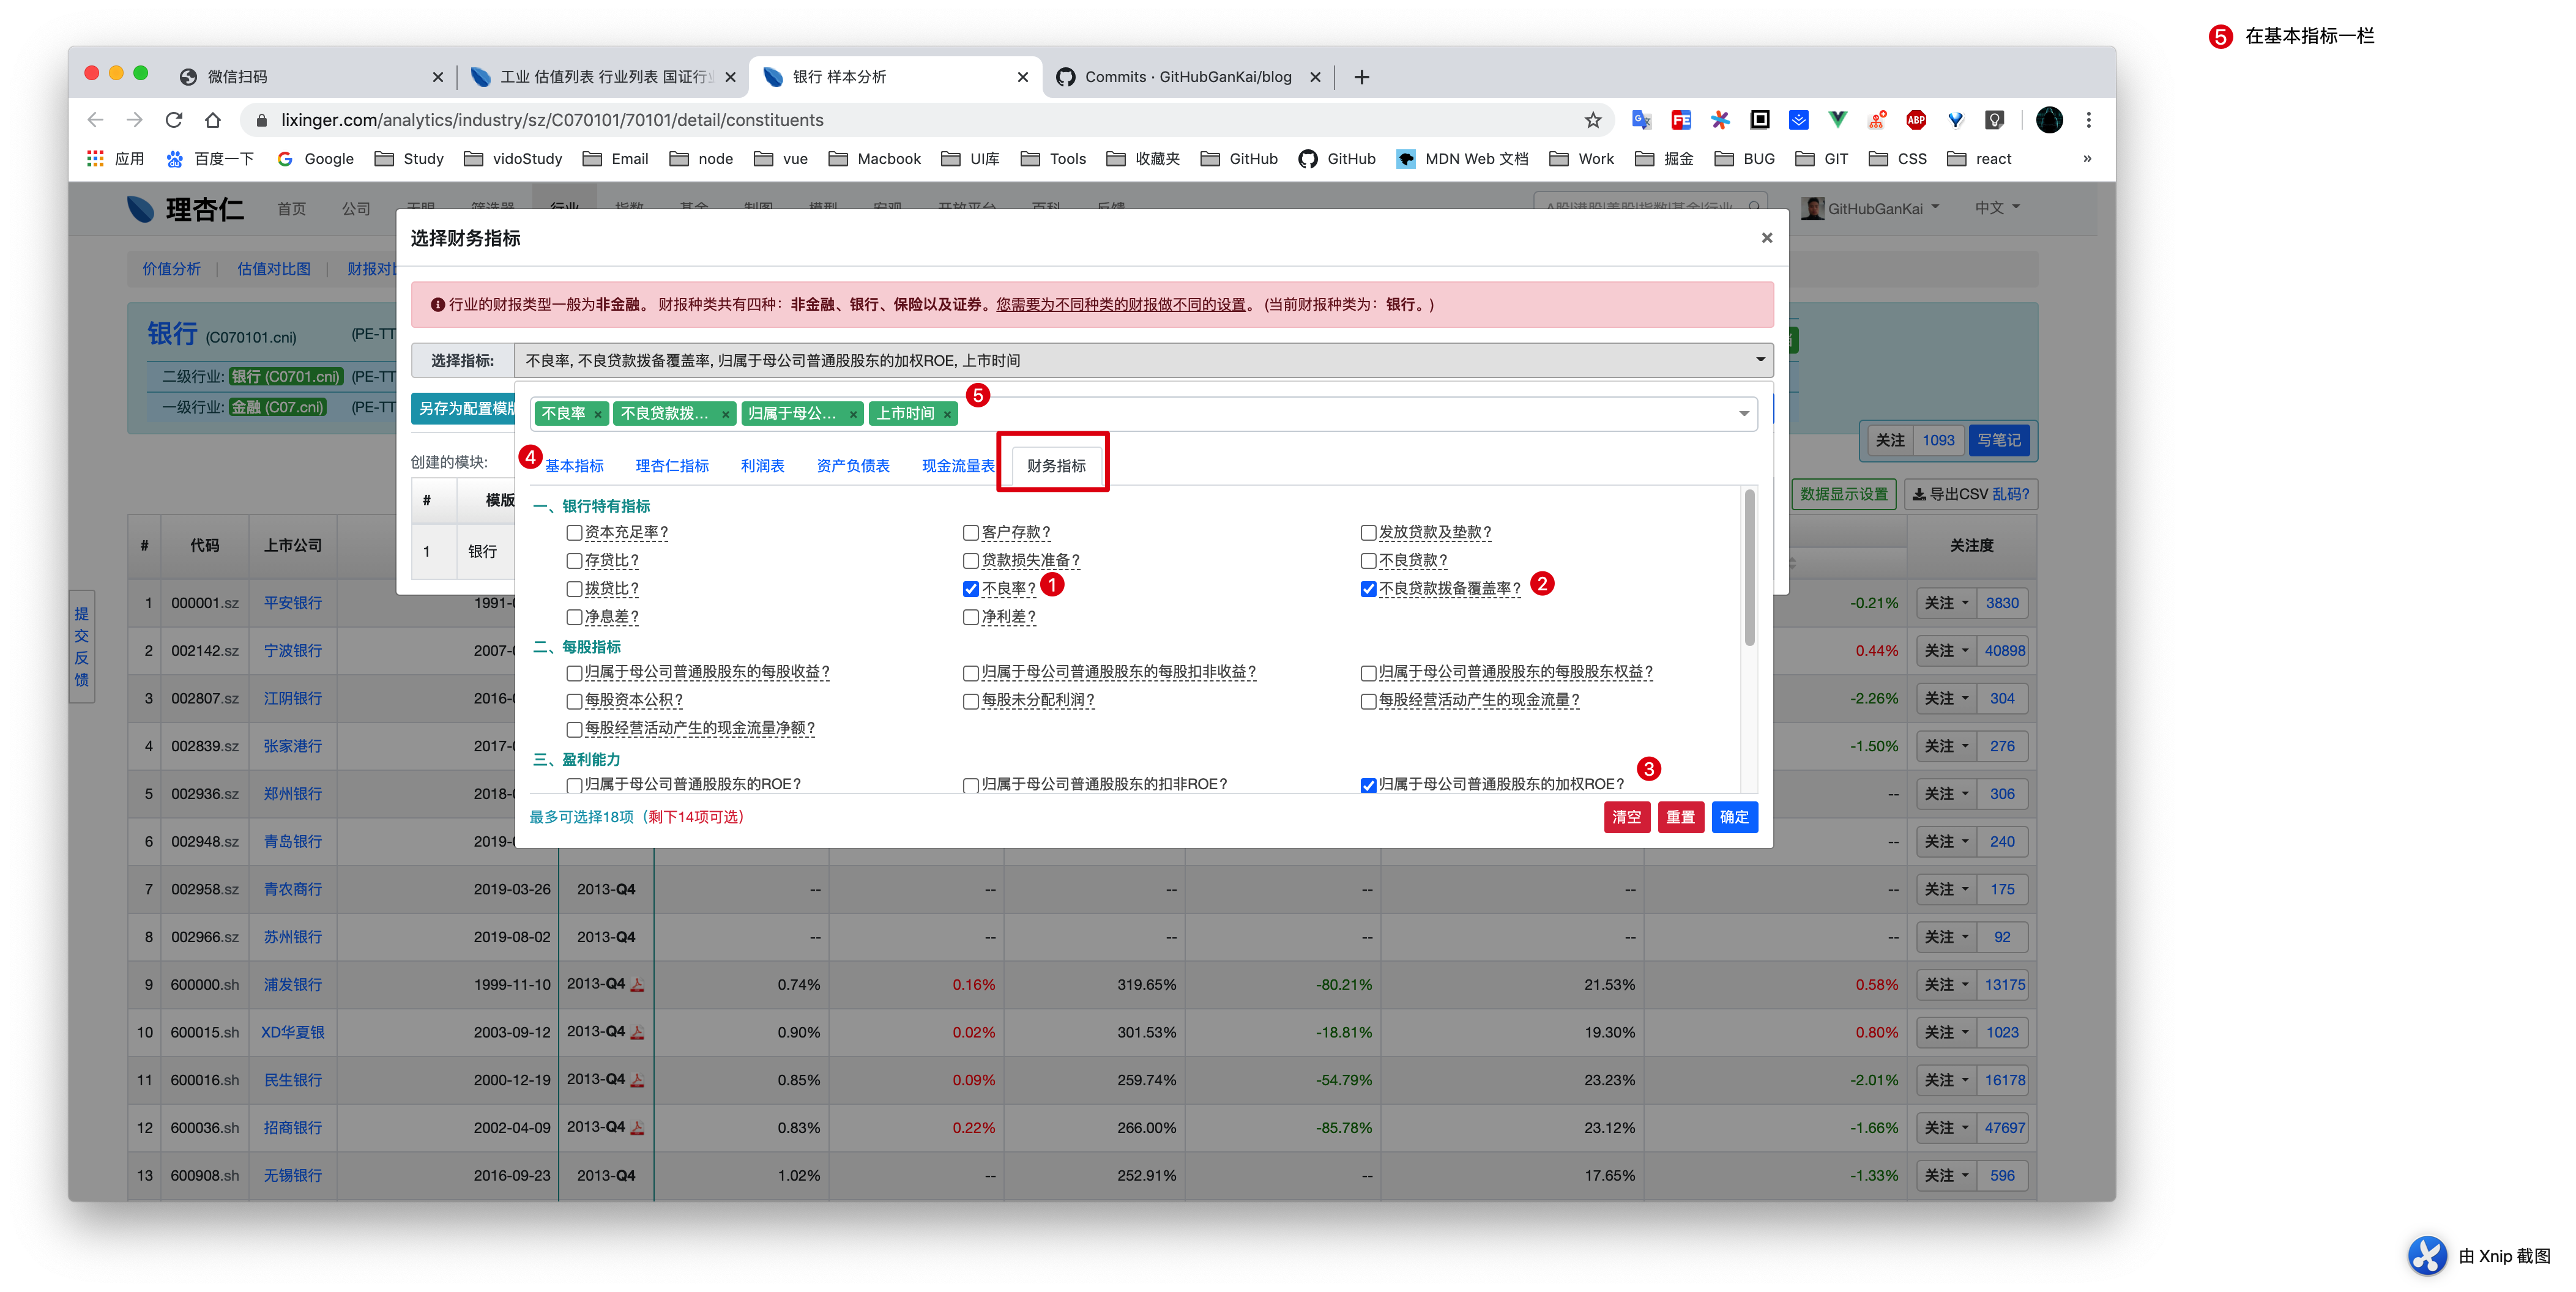 5 在基本指标一栏
微信扫码
工业 估值列表 行业列表 国证行业
银行 样本分析
Commits · GitHubGanKai/blog
lixinger.com/analytics/industry/sz/C070101/70101/detail/constituents
应用 百度一下 Google Study vidoStudy Email node vue Macbook UI库 Tools 收藏夹 GitHub GitHub MDN Web 文档 Work 掘金 BUG GIT CSS react »
理杏仁 首页 公司 GitHubGanKai 中文
选择财务指标 ×
价值分析 | 估值对比图 | 财报对比
行业的财报类型一般为非金融。 财报种类共有四种：非金融、银行、保险以及证券。您需要为不同种类的财报做不同的设置。 (当前财报种类为：银行。)
银行 (C070101.cni) (PE-TT
二级行业: 银行 (C0701.cni) (PE-TT
一级行业: 金融 (C07.cni) (PE-TT
选择指标: 不良率, 不良贷款拨备覆盖率, 归属于母公司普通股股东的加权ROE, 上市时间
另存为配置模版
不良率 × 不良贷款拨... × 归属于母公... × 上市时间 × 5
关注 1093 写笔记
创建的模块:
4 基本指标 理杏仁指标 利润表 资产负债表 现金流量表 财务指标
# 模版
1 银行
数据显示设置 导出CSV 乱码?
一、银行特有指标
资本充足率? 客户存款? 发放贷款及垫款?
存贷比? 贷款损失准备? 不良贷款?
拨贷比? 不良率? 1 不良贷款拨备覆盖率? 2
净息差? 净利差?
二、每股指标
归属于母公司普通股股东的每股收益? 归属于母公司普通股股东的每股扣非收益? 归属于母公司普通股股东的每股股东权益?
每股资本公积? 每股未分配利润? 每股经营活动产生的现金流量?
每股经营活动产生的现金流量净额?
三、盈利能力
归属于母公司普通股股东的ROE? 归属于母公司普通股股东的扣非ROE? 归属于母公司普通股股东的加权ROE? 3
最多可选择18项（剩下14项可选） 清空 重置 确定
提交反馈
# 代码 上市公司 关注度
1 000001.sz 平安银行 1991- -0.21% 关注 3830
2 002142.sz 宁波银行 2007- 0.44% 关注 40898
3 002807.sz 江阴银行 2016- -2.26% 关注 304
4 002839.sz 张家港行 2017- -1.50% 关注 276
5 002936.sz 郑州银行 2018- -- 关注 306
6 002948.sz 青岛银行 2019- -- 关注 240
7 002958.sz 青农商行 2019-03-26 2013-Q4 -- -- -- -- -- -- 关注 175
8 002966.sz 苏州银行 2019-08-02 2013-Q4 -- -- -- -- -- -- 关注 92
9 600000.sh 浦发银行 1999-11-10 2013-Q4 0.74% 0.16% 319.65% -80.21% 21.53% 0.58% 关注 13175
10 600015.sh XD华夏银 2003-09-12 2013-Q4 0.90% 0.02% 301.53% -18.81% 19.30% 0.80% 关注 1023
11 600016.sh 民生银行 2000-12-19 2013-Q4 0.85% 0.09% 259.74% -54.79% 23.23% -2.01% 关注 16178
12 600036.sh 招商银行 2002-04-09 2013-Q4 0.83% 0.22% 266.00% -85.78% 23.12% -1.66% 关注 47697
13 600908.sh 无锡银行 2016-09-23 2013-Q4 1.02% -- 252.91% -- 17.65% -1.33% 关注 596
由 Xnip 截图